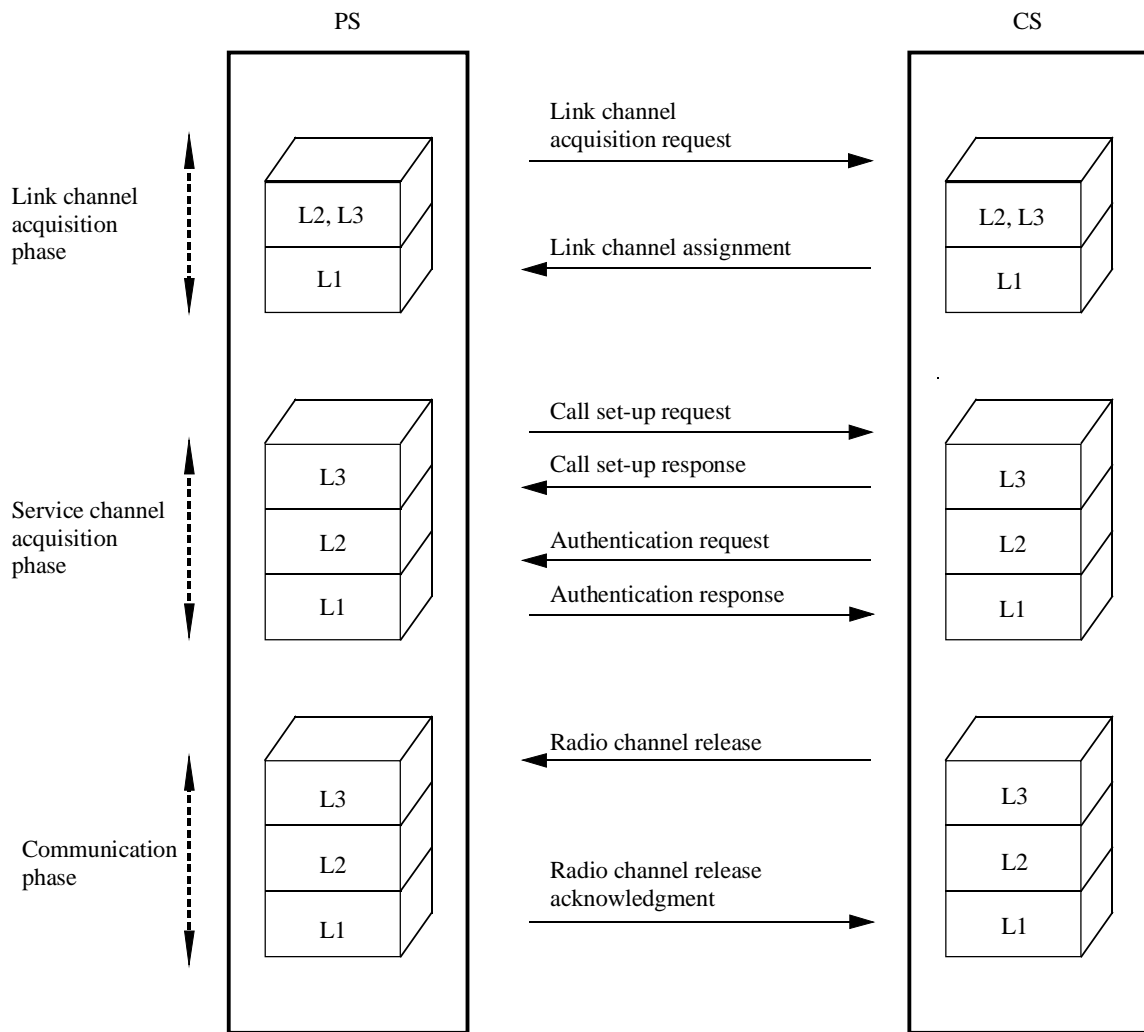 PS
CS
Link channel
acquisition request
Link channel
acquisition
phase
L2, L3
L1
Link channel assignment
L2, L3
L1
Call set-up request
Call set-up response
Service channel
acquisition
phase
L3
L2
L1
Authentication request
Authentication response
L3
L2
L1
Radio channel release
Communication
phase
L3
L2
L1
Radio channel release
acknowledgment
L3
L2
L1